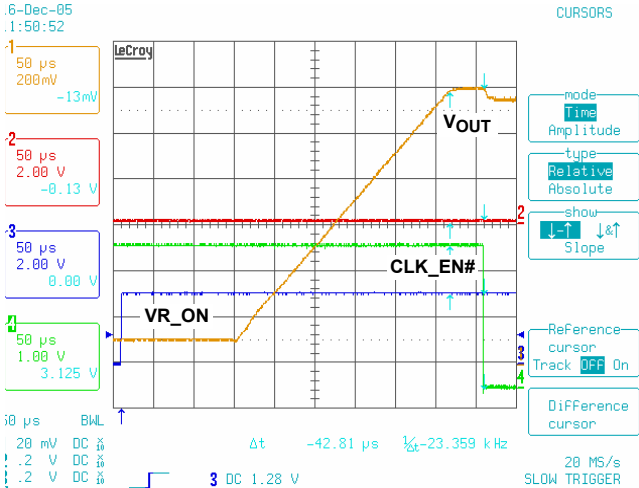 6-Dec-05
1:50:52
CURSORS
1
50 µs
200mV
-13mV
2
50 µs
2.00 V
-0.13 V
3
50 µs
2.00 V
0.00 V
4
50 µs
1.00 V
3.125 V
LeCroy
VOUT
CLK_EN#
VR_ON
2
3
4
mode
Time
Amplitude
type
Relative
Absolute
show
↓-↑ ↓&↑
Slope
Reference
cursor
Track OFF On
Difference
cursor
50 µs BWL
20 mV DC
.2 V DC
.2 V DC
Δt -42.81 µs 1/Δt -23.359 kHz
3 DC 1.28 V
20 MS/s
SLOW TRIGGER